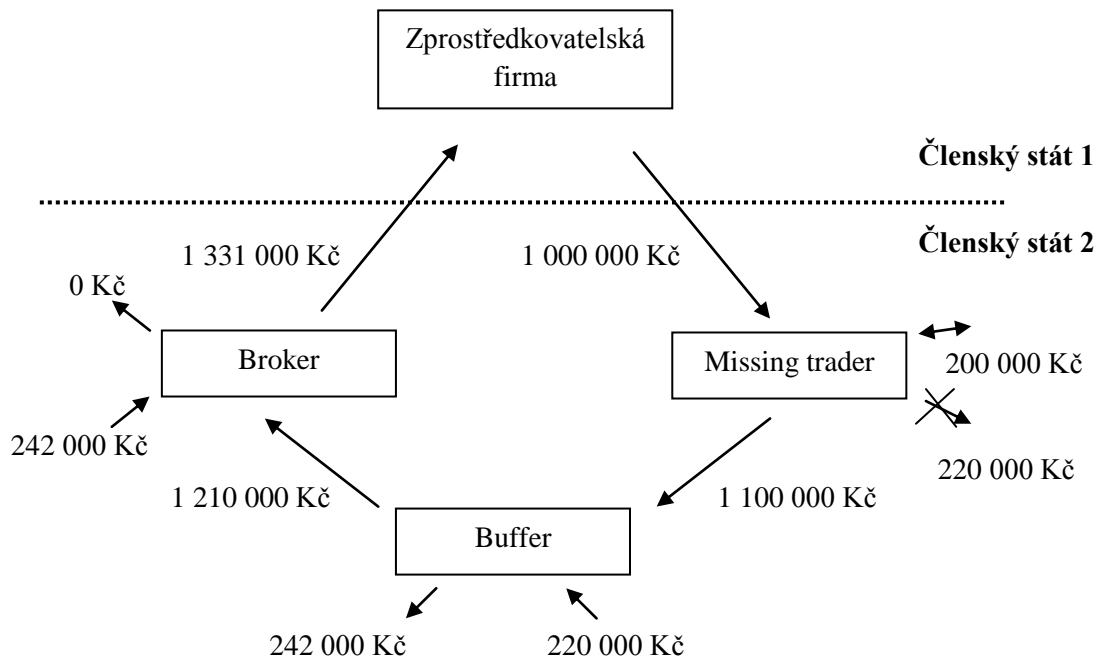 Zprostředkovatelská
firma
Členský stát 1
Členský stát 2
1 331 000 Kč
1 000 000 Kč
0 Kč
Broker
Missing trader
200 000 Kč
242 000 Kč
220 000 Kč
1 210 000 Kč
1 100 000 Kč
Buffer
242 000 Kč
220 000 Kč